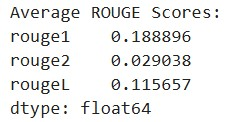 Average ROUGE Scores:
rouge1    0.188896
rouge2    0.029038
rougeL    0.115657
dtype: float64